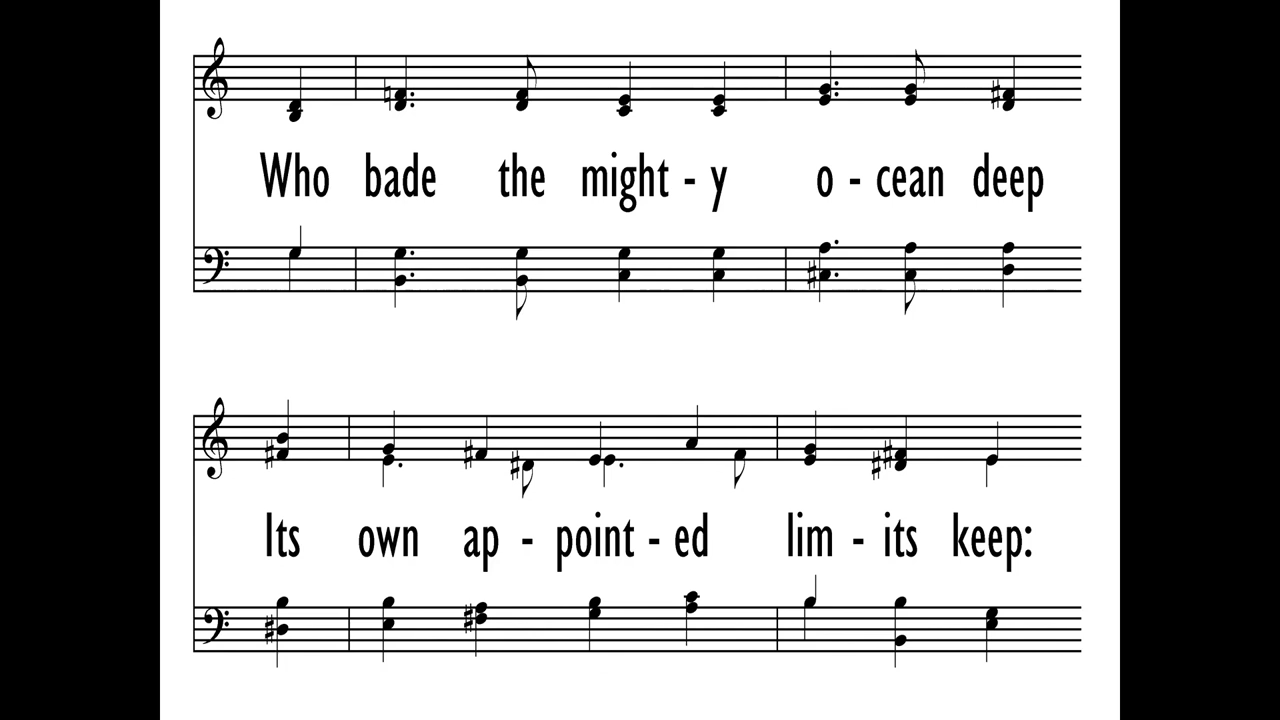 Who bade the might - y o - cean deep
Its own ap - point - ed lim - its keep: